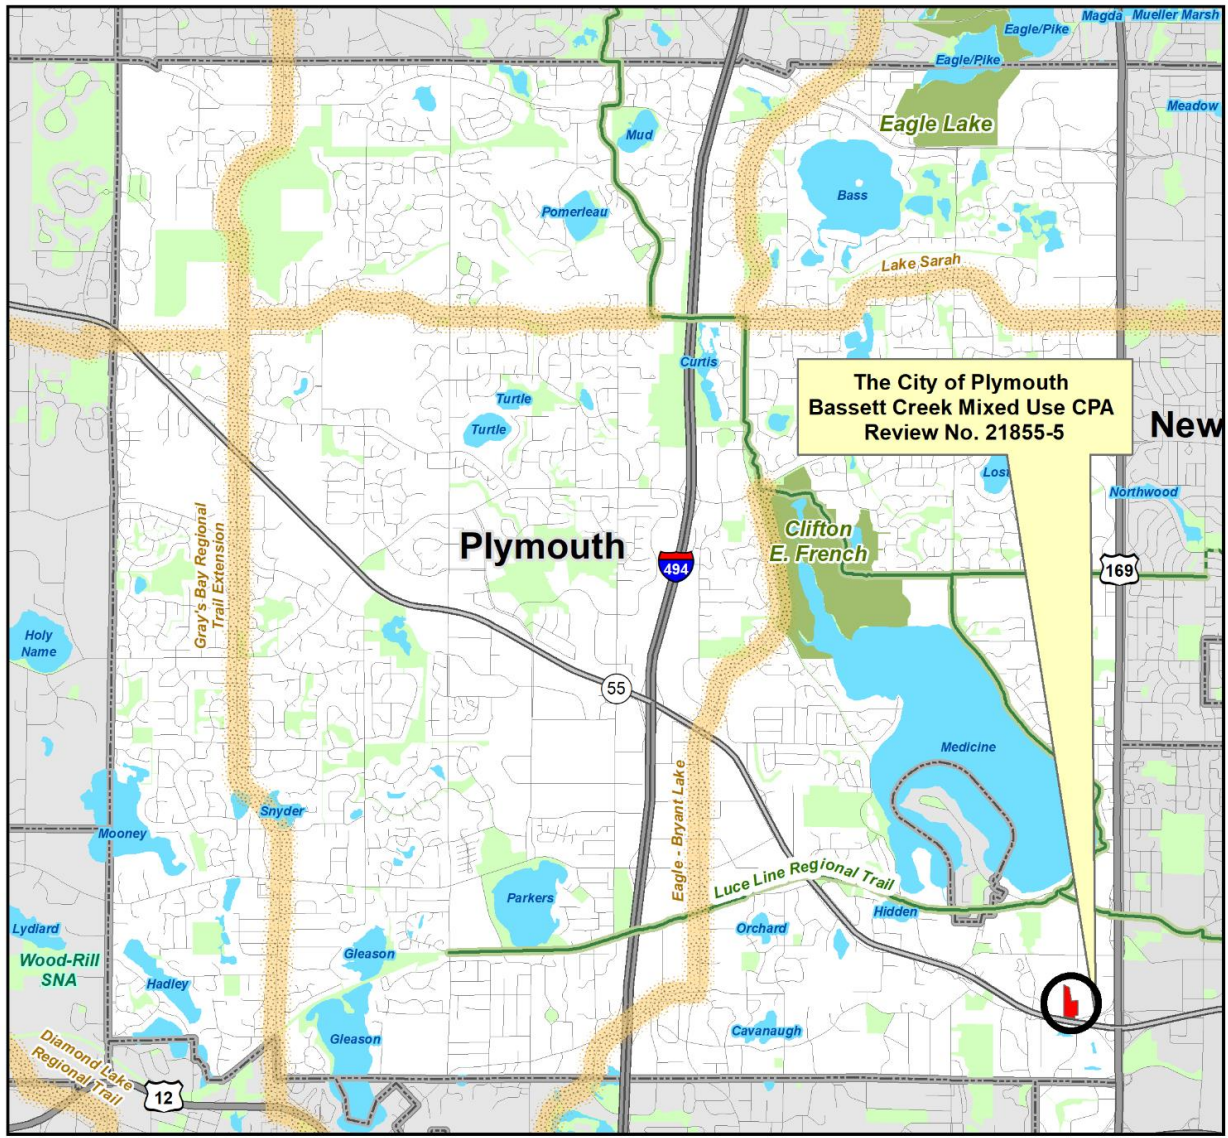 Magda
Mueller Marsh
Eagle/Pike
Eagle/Pike
Meadow
Eagle Lake
Mud
Bass
Pomerleau
Lake Sarah
Curtis
The City of Plymouth
Bassett Creek Mixed Use CPA
Review No. 21855-5
New
Turtle
Turtle
Lost
Northwood
Clifton
E. French
Plymouth
494
169
Gray's Bay Regional
Trail Extension
Holy
Name
55
Medicine
Snyder
Mooney
Eagle - Bryant Lake
Luce Line Regional Trail
Parkers
Hidden
Lydiard
Orchard
Gleason
Wood-Rill
SNA
Hadley
Cavanaugh
Gleason
Diamond Lake
Regional Trail
12